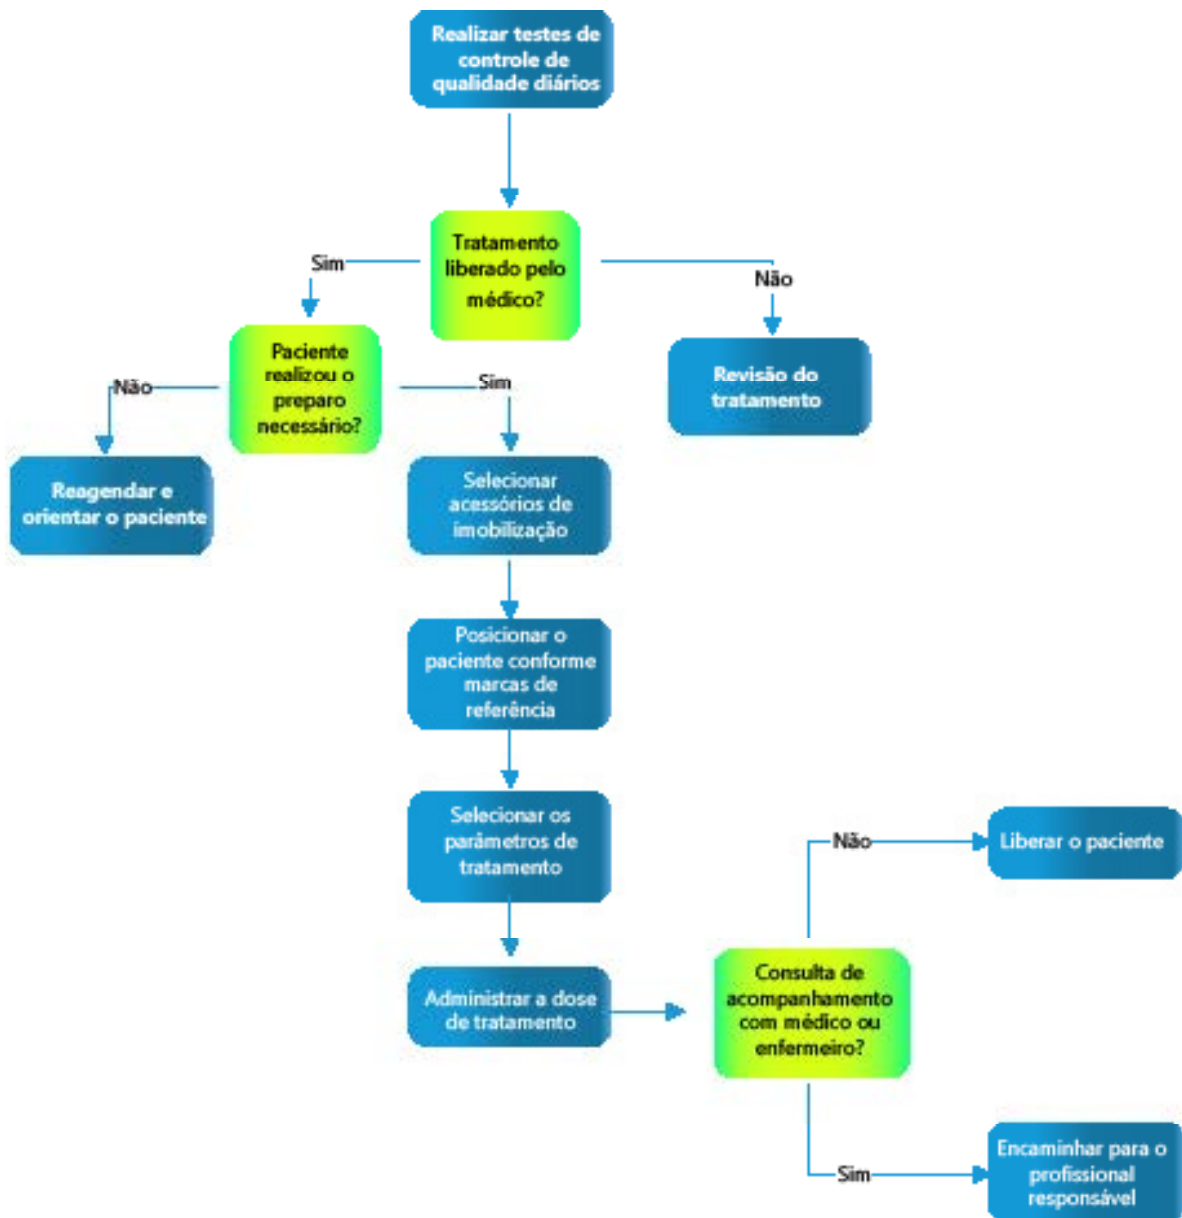 Realizar testes de
controle de
qualidade diários
Tratamento
liberado pelo
médico?
Sim
Não
Paciente
realizou o
preparo
necessário?
Revisão do
tratamento
Não
Sim
Reagendar e
orientar o paciente
Selecionar
acessórios de
imobilização
Posicionar o
paciente conforme
marcas de
referência
Selecionar os
parâmetros de
tratamento
Administrar a dose
de tratamento
Consulta de
acompanhamento
com médico ou
enfermeiro?
Não
Liberar o paciente
Sim
Encaminhar para o
profissional
responsável